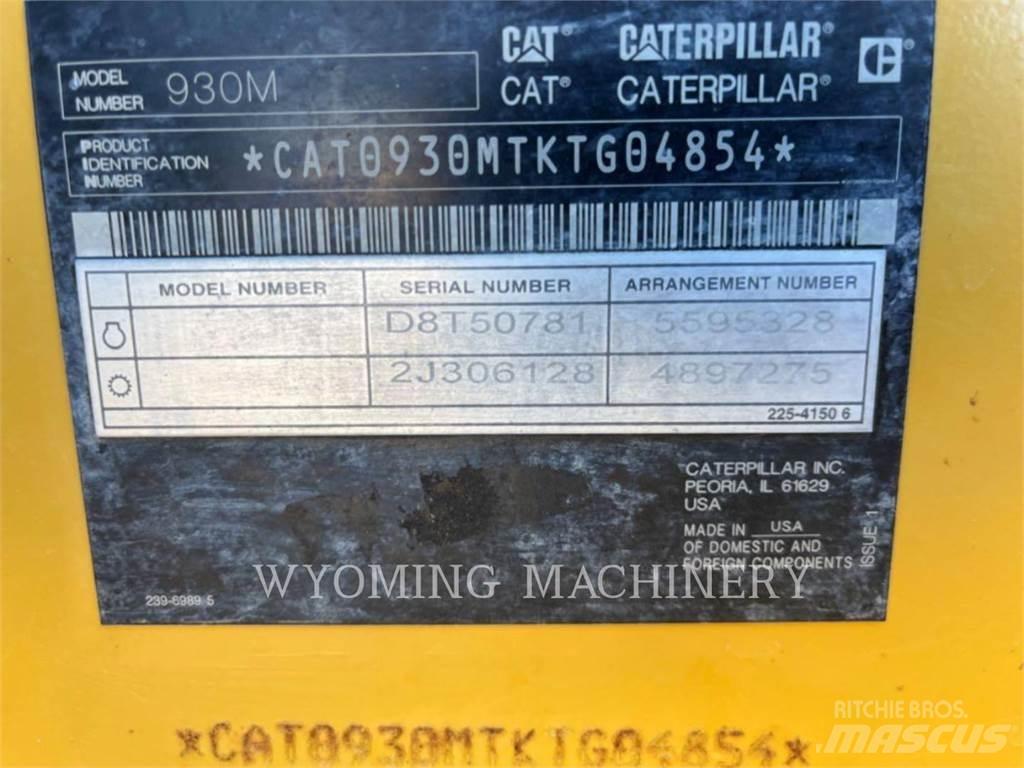 CAT® CATERPILLAR®
MODEL NUMBER 930M CAT® CATERPILLAR®
PRODUCT IDENTIFICATION NUMBER *CAT0930MTKTG04854*
MODEL NUMBER SERIAL NUMBER ARRANGEMENT NUMBER
D8T50781 5595328
2J306128 4897275
225-4150 6
CATERPILLAR INC.
PEORIA, IL 61629
USA
MADE IN USA
OF DOMESTIC AND
FOREIGN COMPONENTS
ISSUE 1
WYOMING MACHINERY
239-6989 5
RITCHIE BROS.
MASCUS
*CAT0930MTKTG04854*